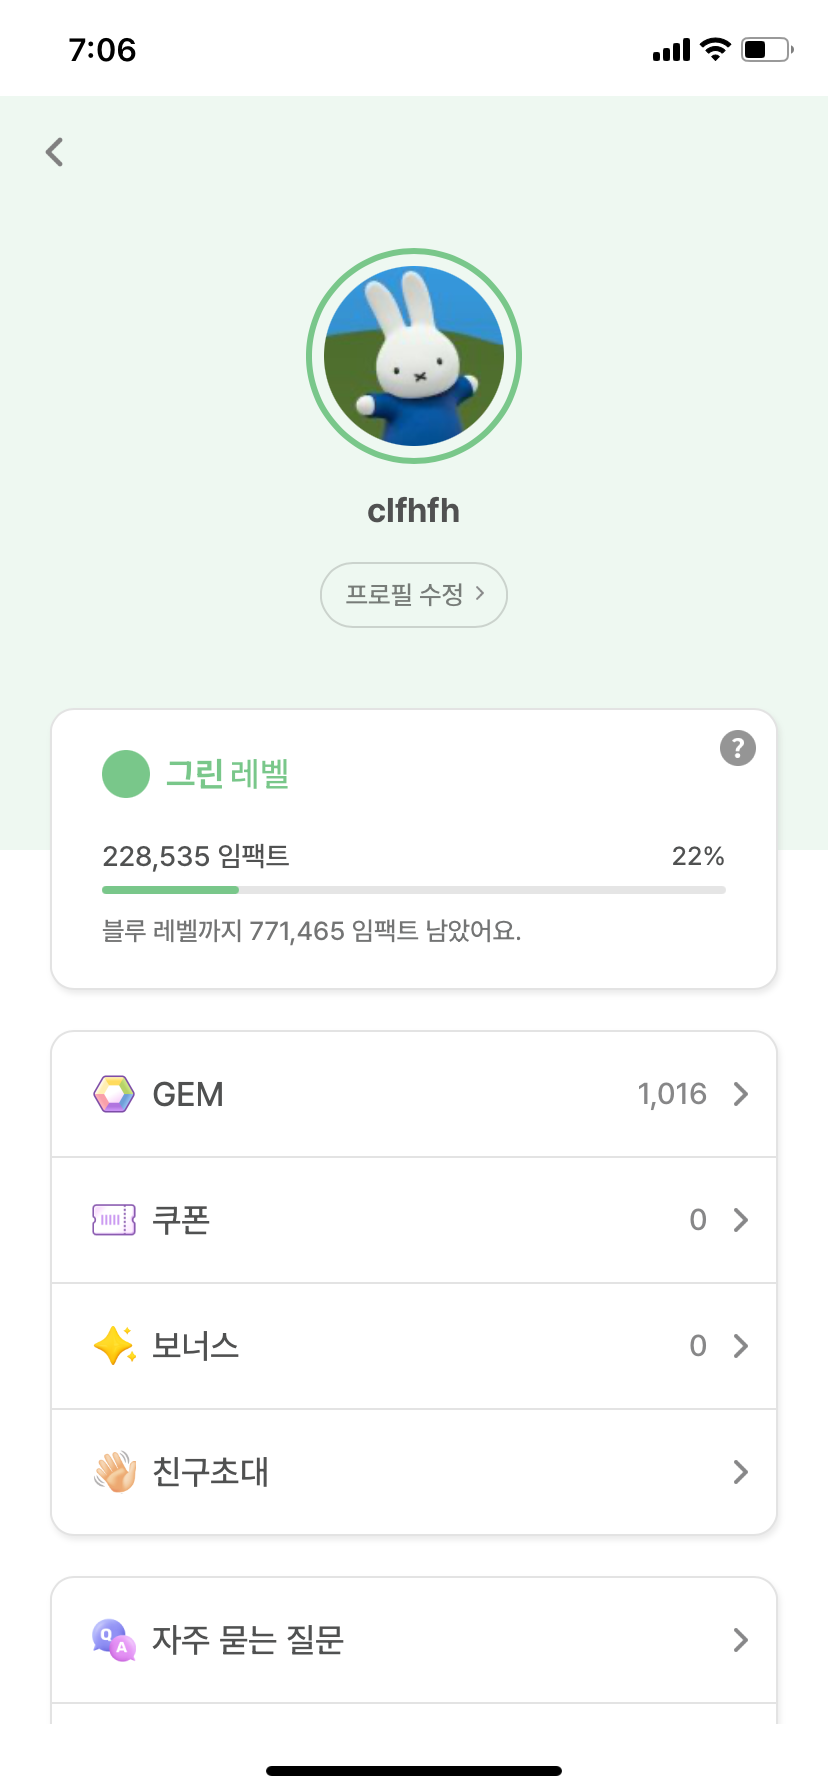 7:06
clfhfh
프로필 수정
그린 레벨
?
228,535 임팩트 22%
블루 레벨까지 771,465 임팩트 남았어요.
GEM 1,016
쿠폰 0
보너스 0
친구초대
Q A 자주 묻는 질문